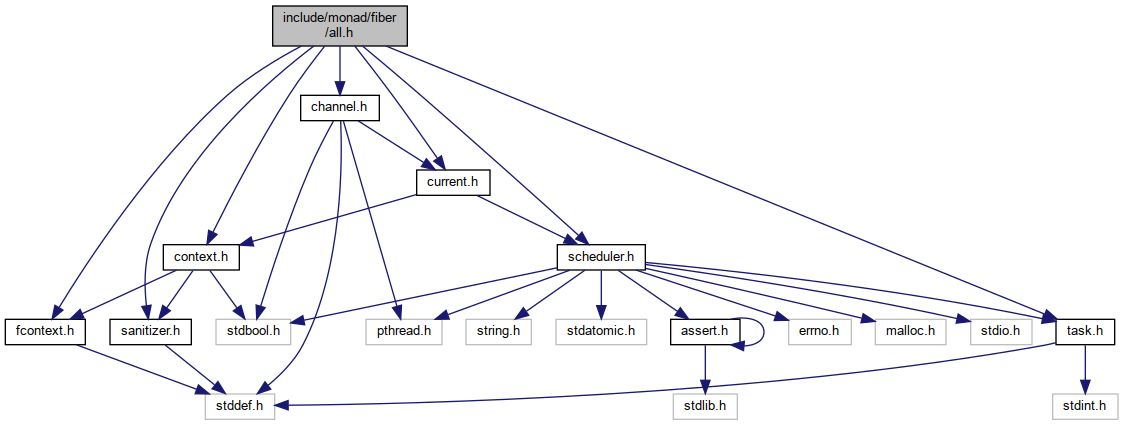 include/monad/fiber
/all.h
channel.h
current.h
context.h
scheduler.h
fcontext.h
sanitizer.h
stdbool.h
pthread.h
string.h
stdatomic.h
assert.h
errno.h
malloc.h
stdio.h
task.h
stddef.h
stdlib.h
stdint.h